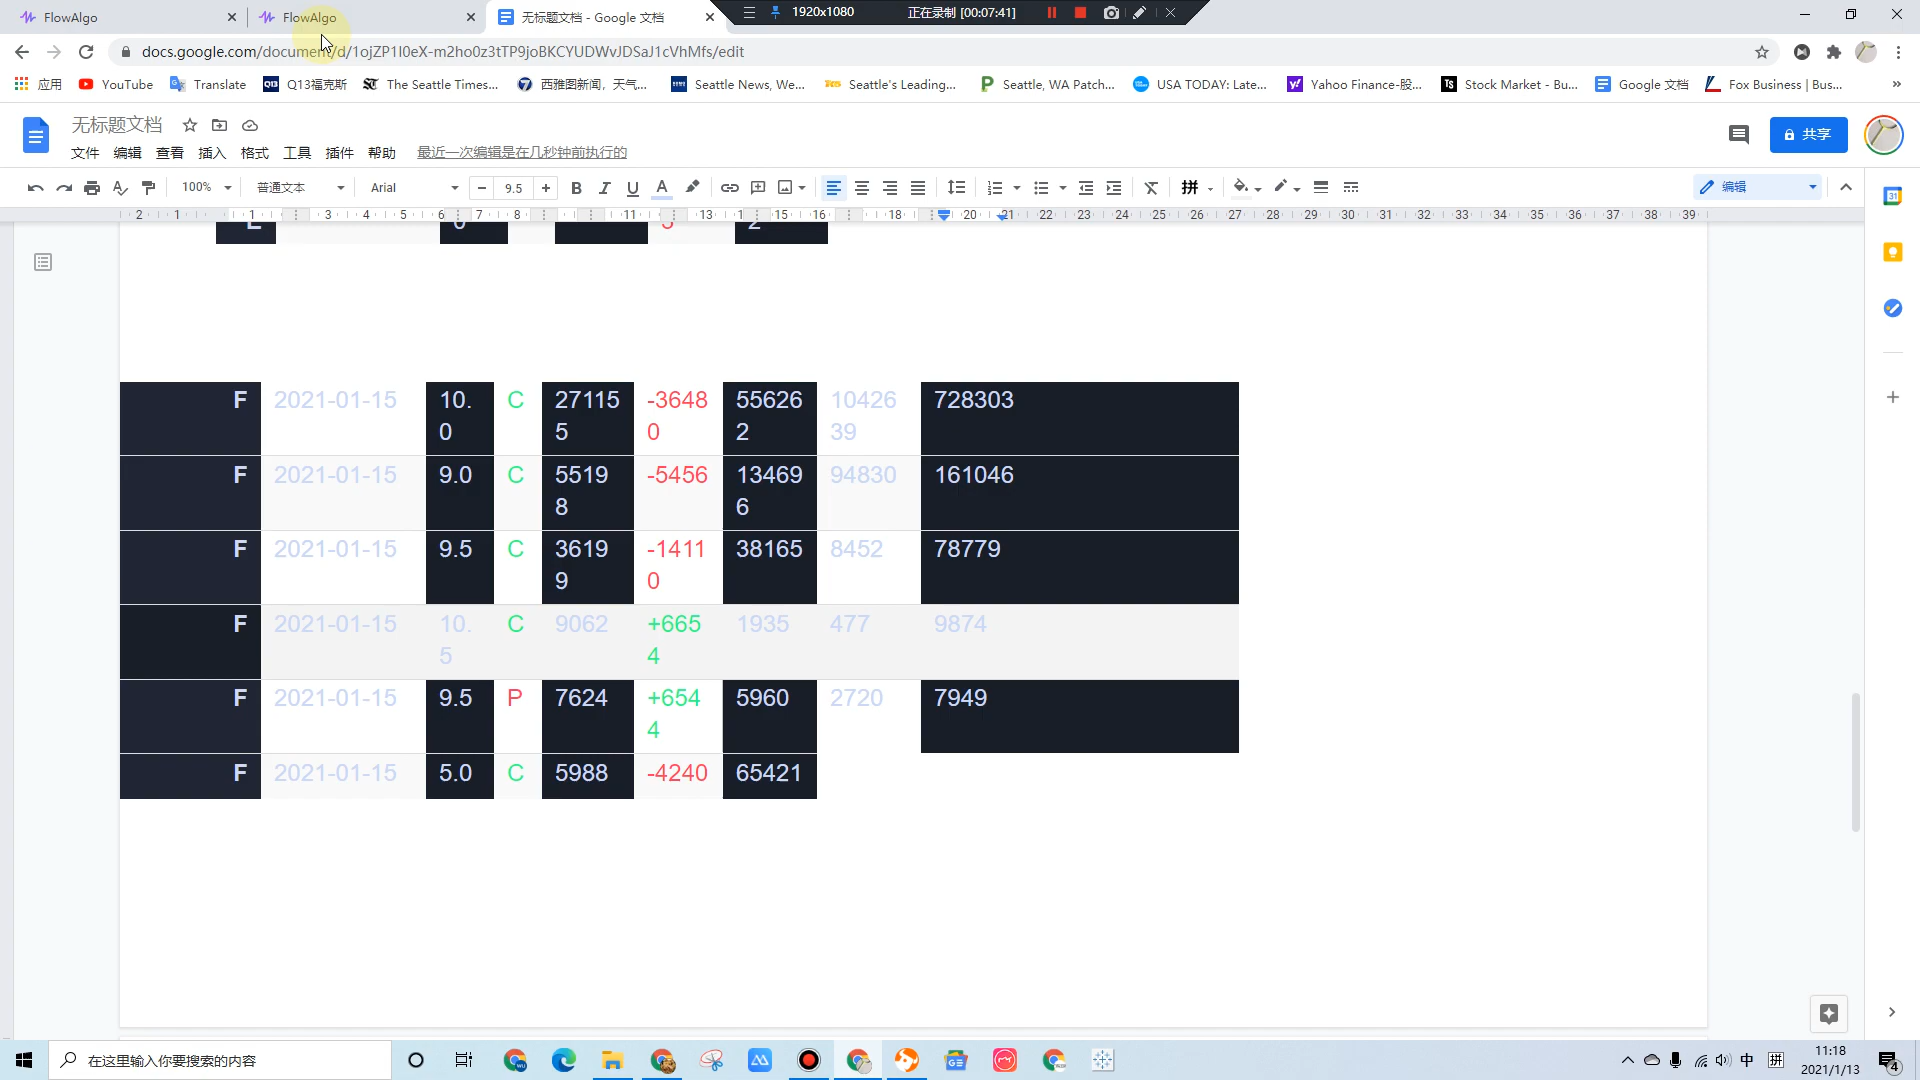 FlowAlgo
FlowAlgo
无标题文档 - Google 文档
1920x1080
正在录制 [00:07:41]
docs.google.com/document/d/1ojZP1I0eX-m2ho0z3tTP9joBKCYUDWvJDSaJ1cVhMfs/edit
应用
YouTube
Translate
Q13福克斯
The Seattle Times...
西雅图新闻，天气...
Seattle News, We...
Seattle's Leading...
Seattle, WA Patch...
USA TODAY: Late...
Yahoo Finance-股...
Stock Market - Bu...
Google 文档
Fox Business | Bus...
无标题文档
共享
文件 编辑 查看 插入 格式 工具 插件 帮助 最近一次编辑是在几秒钟前执行的
100% 普通文本 Arial 9.5 编辑
F 2021-01-15 10.0 C 271155 -36480 556262 1042639 728303
F 2021-01-15 9.0 C 55198 -5456 134696 94830 161046
F 2021-01-15 9.5 C 36199 -14110 38165 8452 78779
F 2021-01-15 10.5 C 9062 +6654 1935 477 9874
F 2021-01-15 9.5 P 7624 +6544 5960 2720 7949
F 2021-01-15 5.0 C 5988 -4240 65421
在这里输入你要搜索的内容
中
拼
11:18
2021/1/13
4